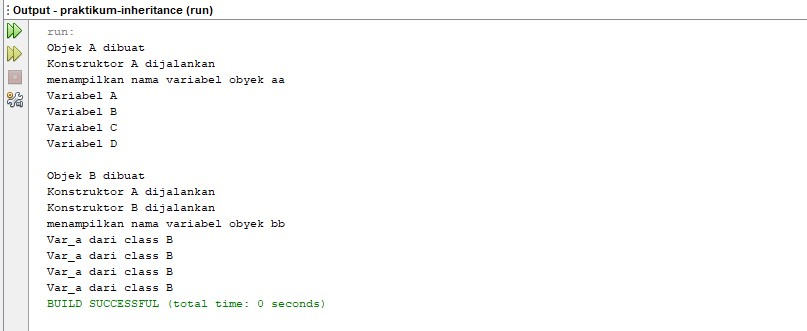 Output - praktikum-inheritance (run)
run:
Objek A dibuat
Konstruktor A dijalankan
menampilkan nama variabel obyek aa
Variabel A
Variabel B
Variabel C
Variabel D
Objek B dibuat
Konstruktor A dijalankan
Konstruktor B dijalankan
menampilkan nama variabel obyek bb
Var_a dari class B
Var_a dari class B
Var_a dari class B
Var_a dari class B
BUILD SUCCESSFUL (total time: 0 seconds)